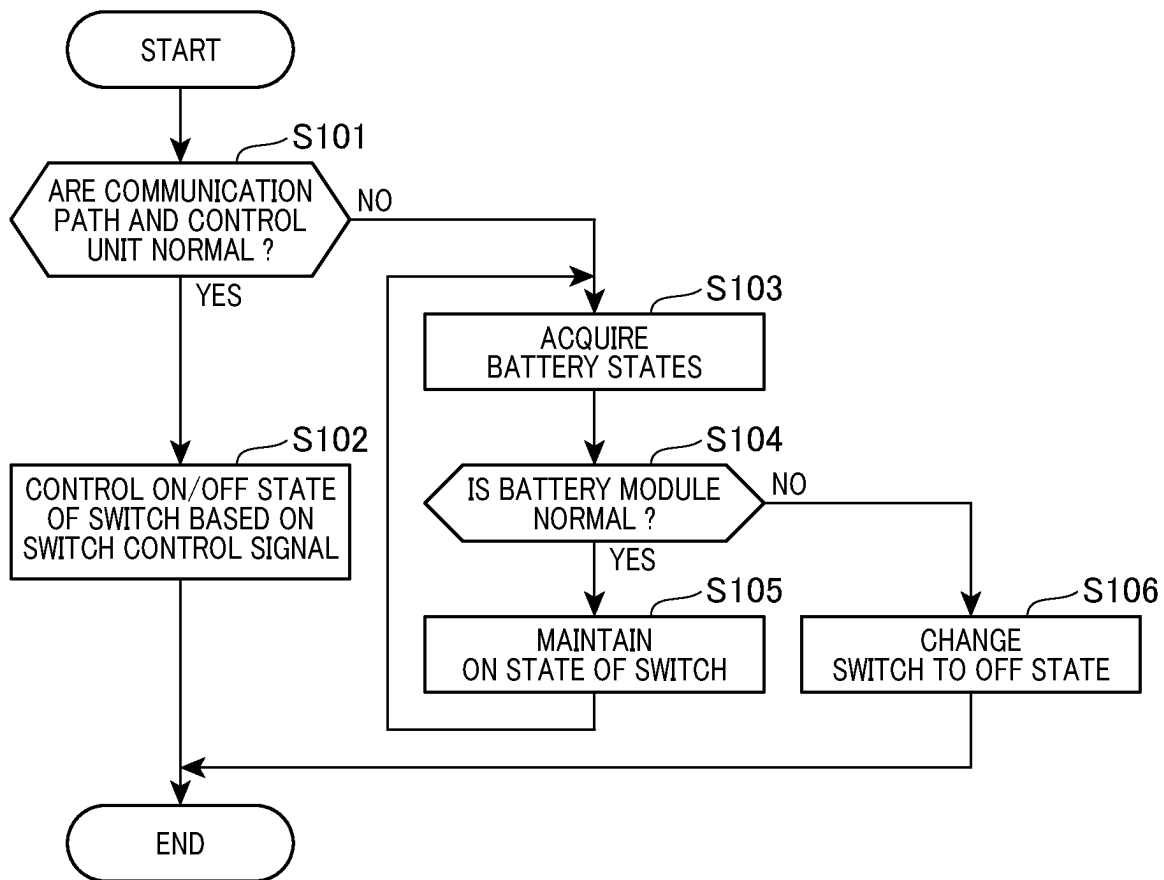 START
S101
ARE COMMUNICATION
PATH AND CONTROL
UNIT NORMAL ?
NO
YES
S103
ACQUIRE
BATTERY STATES
S102
CONTROL ON/OFF STATE
OF SWITCH BASED ON
SWITCH CONTROL SIGNAL
S104
IS BATTERY MODULE
NORMAL ?
NO
YES
S105
MAINTAIN
ON STATE OF SWITCH
S106
CHANGE
SWITCH TO OFF STATE
END